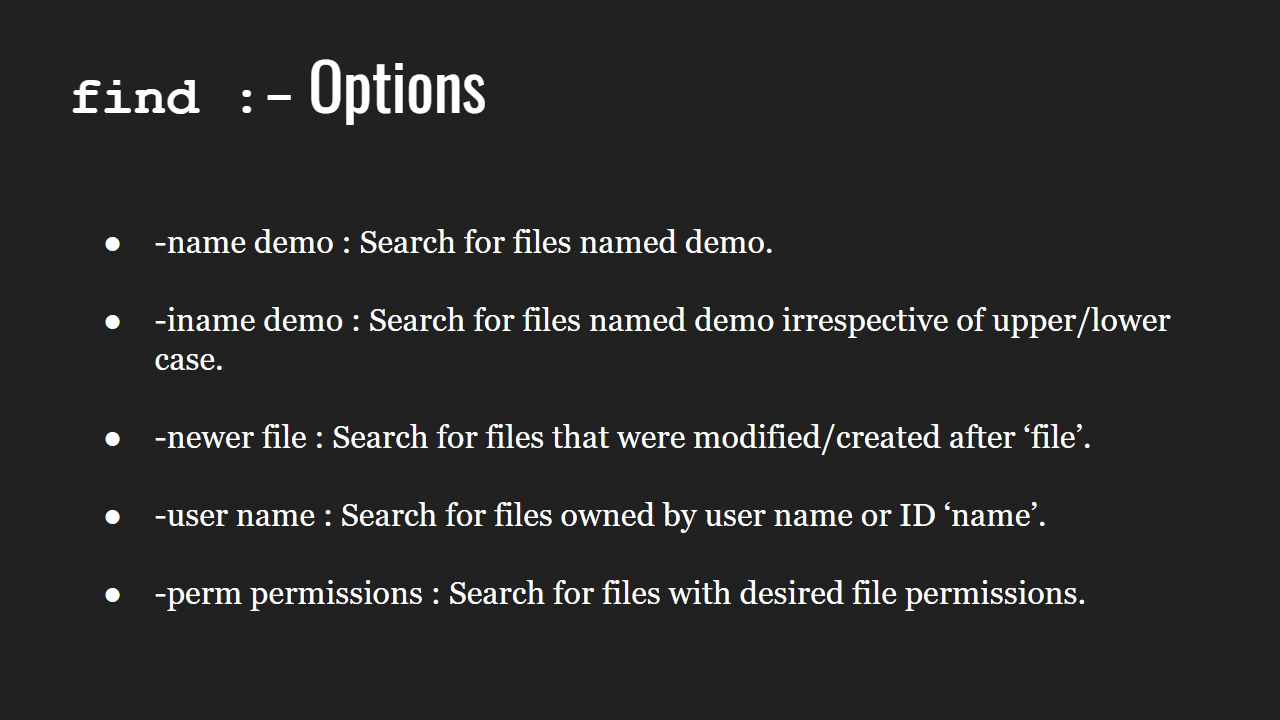 find :- Options
● -name demo : Search for files named demo.
● -iname demo : Search for files named demo irrespective of upper/lower
case.
● -newer file : Search for files that were modified/created after ‘file’.
● -user name : Search for files owned by user name or ID ‘name’.
● -perm permissions : Search for files with desired file permissions.